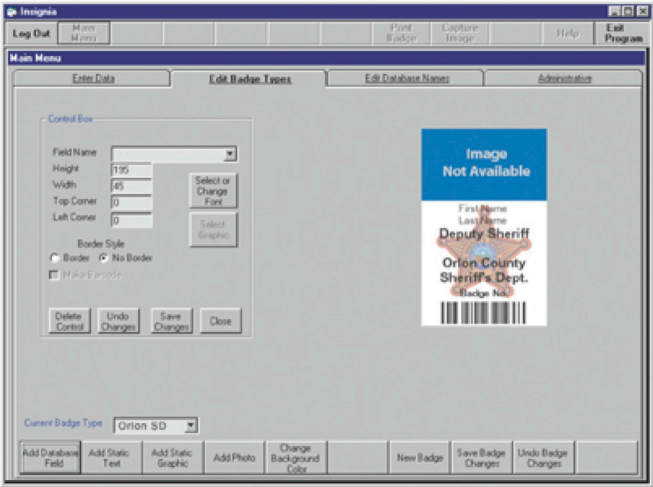 Insignia
Log Out
Main
Menu
Print
Badge
Capture
Image
Help
Exit
Program
Main Menu
Enter Data
Edit Badge Types
Edit Database Names
Administrative
Control Box
Field Name
Height 195
Width 45
Top Corner 0
Left Corner 0
Select or
Change
Font
Select
Graphic
Border Style
Border No Border
Make Barcode
Delete
Control
Undo
Changes
Save
Changes
Close
Image
Not Available
First Name
Last Name
Deputy Sheriff
Orion County
Sheriff's Dept.
Badge No.
Current Badge Type Orion SD
Add Database
Field
Add Static
Text
Add Static
Graphic
Add Photo
Change
Background
Color
New Badge
Save Badge
Changes
Undo Badge
Changes